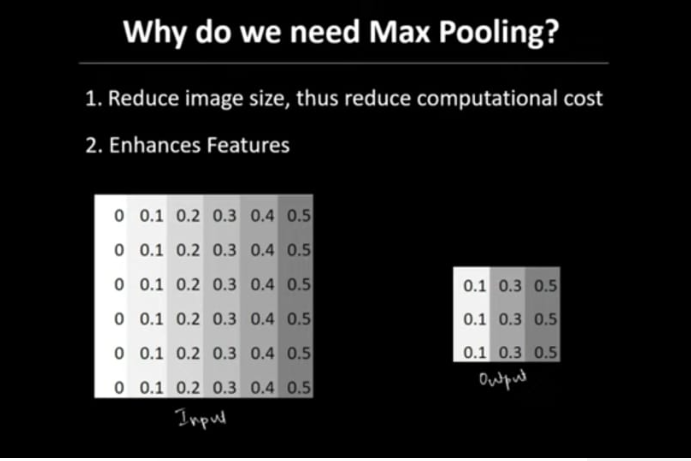 Why do we need Max Pooling?
1. Reduce image size, thus reduce computational cost
2. Enhances Features
0 0.1 0.2 0.3 0.4 0.5
0 0.1 0.2 0.3 0.4 0.5
0 0.1 0.2 0.3 0.4 0.5
0 0.1 0.2 0.3 0.4 0.5
0 0.1 0.2 0.3 0.4 0.5
0 0.1 0.2 0.3 0.4 0.5
Input
0.1 0.3 0.5
0.1 0.3 0.5
0.1 0.3 0.5
Output